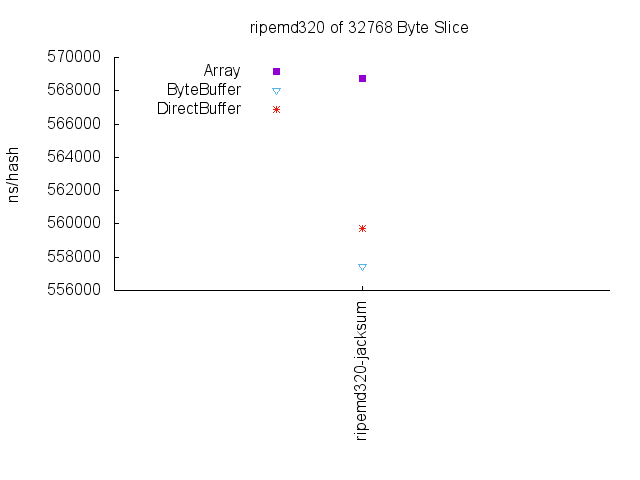 ripemd320 of 32768 Byte Slice
570000
568000
566000
564000
562000
560000
558000
556000
ns/hash
Array
ByteBuffer
DirectBuffer
ripemd320-jacksum